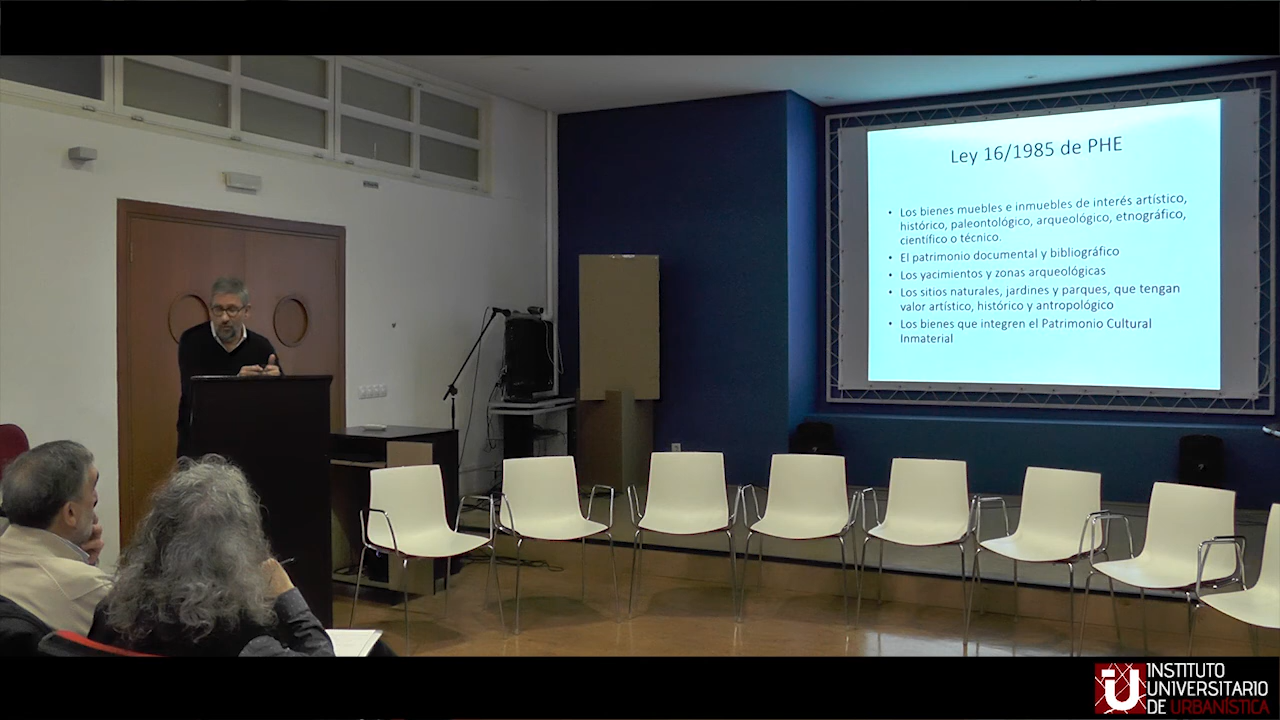 Ley 16/1985 de PHE
• Los bienes muebles e inmuebles de interés artístico,
histórico, paleontológico, arqueológico, etnográfico,
científico o técnico.
• El patrimonio documental y bibliográfico
• Los yacimientos y zonas arqueológicas
• Los sitios naturales, jardines y parques, que tengan
valor artístico, histórico y antropológico
• Los bienes que integren el Patrimonio Cultural
Inmaterial
IU INSTITUTO
UNIVERSITARIO
DE URBANÍSTICA